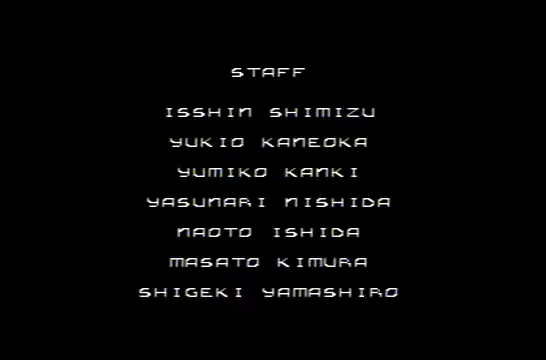 STAFF
ISSHIN SHIMIZU
YUKIO KANEOKA
YUMIKO KANKI
YASUNARI NISHIDA
NAOTO ISHIDA
MASATO KIMURA
SHIGEKI YAMASHIRO